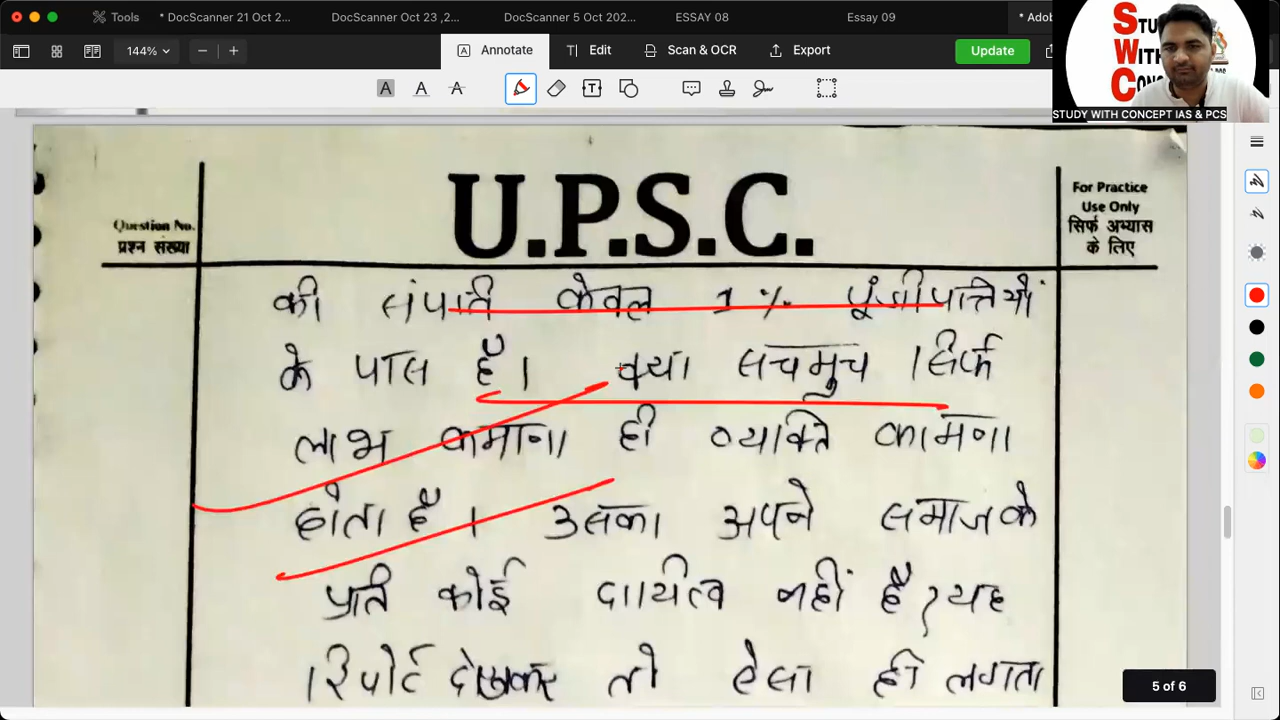 Tools * DocScanner 21 Oct 2... DocScanner Oct 23 ,2... DocScanner 5 Oct 202... ESSAY 08 Essay 09 * Adob
144% Annotate Edit Scan & OCR Export Update
STUDY WITH CONCEPT IAS & PCS
U.P.S.C.
Question No.
प्रश्न संख्या
For Practice
Use Only
सिर्फ अभ्यास
के लिए
की संपत्ति केवल 1% पूंजीपतियों
के पास है। क्या सचमुच सिर्फ
लाभ कमाना ही व्यक्ति कामना
होता है। उसका अपने समाज के
प्रति कोई दायित्व नहीं है? यह
रिपोर्ट देखकर तो ऐसा ही लगता
5 of 6